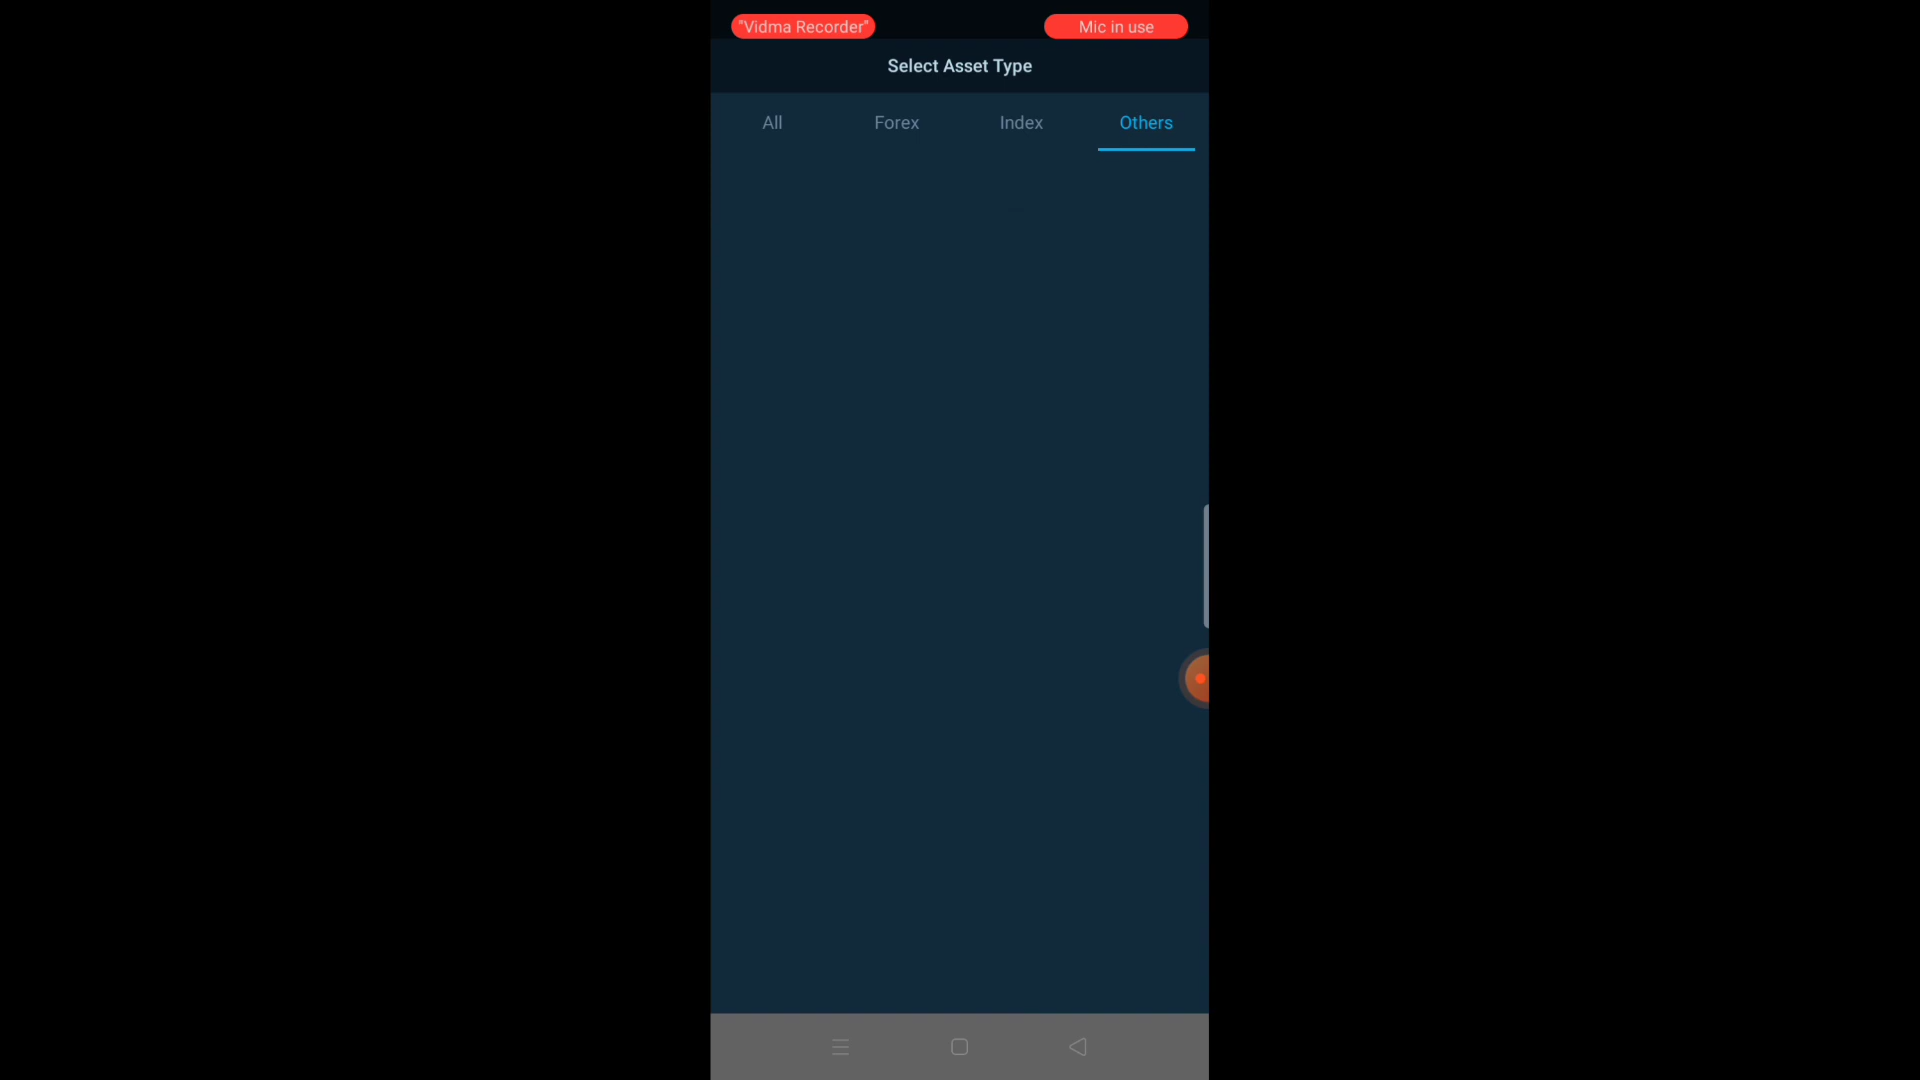 "Vidma Recorder"
Mic in use
Select Asset Type
All
Forex
Index
Others